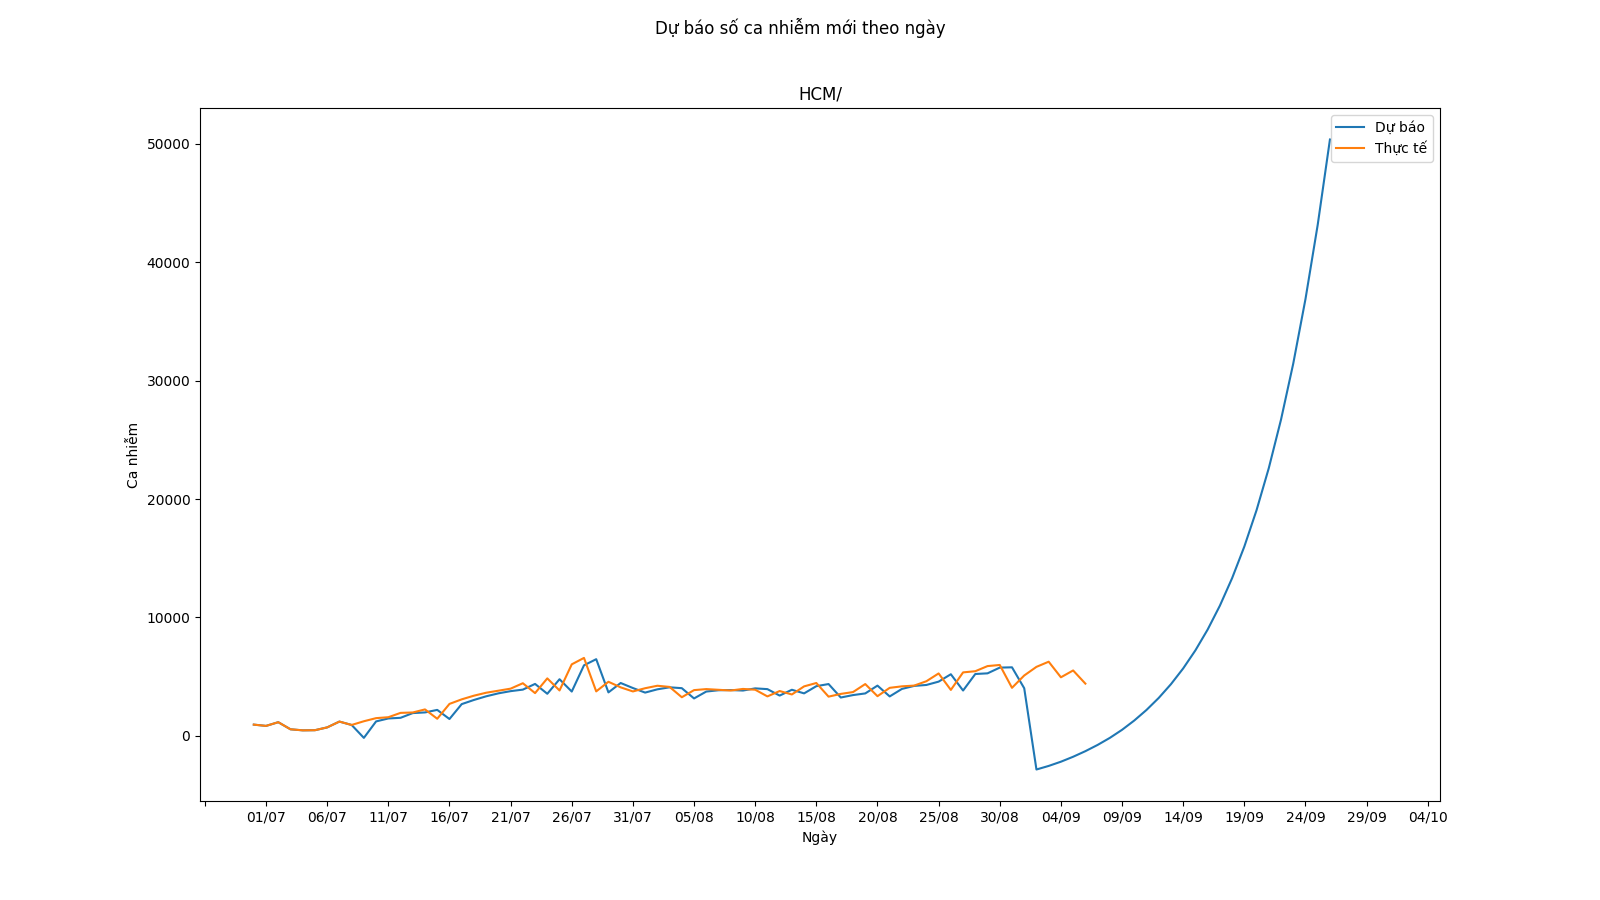 Dự báo số ca nhiễm mới theo ngày
HCM/
Dự báo
Thực tế
50000
40000
30000
20000
10000
0
Ca nhiễm
01/07 06/07 11/07 16/07 21/07 26/07 31/07 05/08 10/08 15/08 20/08 25/08 30/08 04/09 09/09 14/09 19/09 24/09 29/09 04/10
Ngày